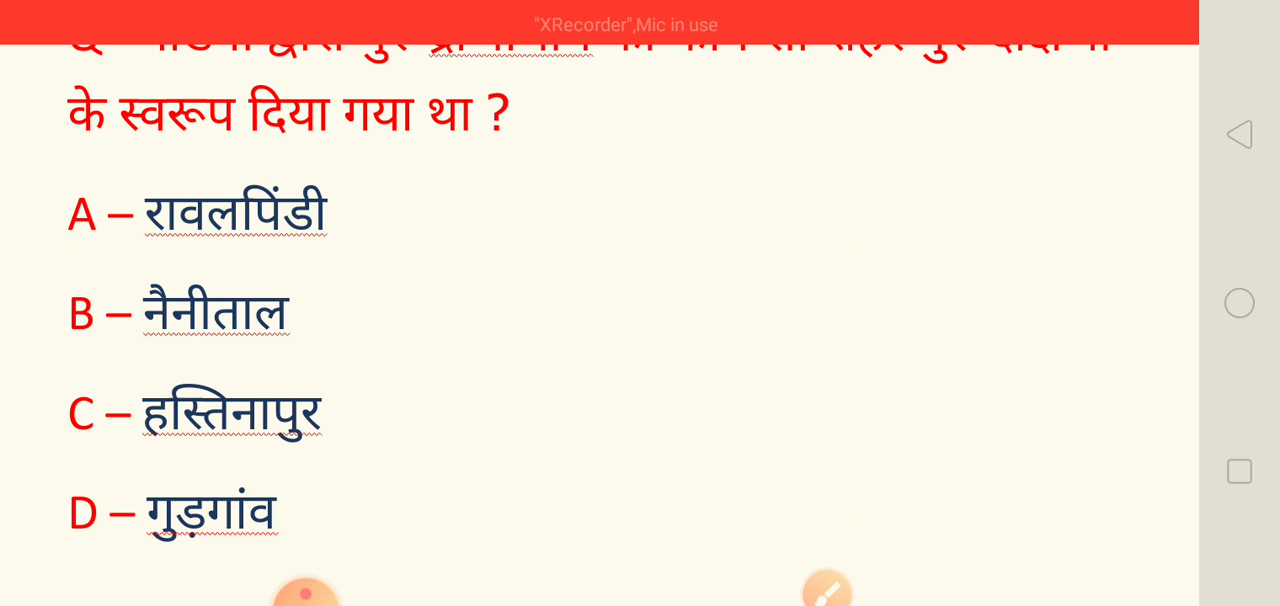 "XRecorder",Mic in use
के स्वरूप दिया गया था ?
A – रावलपिंडी
B – नैनीताल
C – हस्तिनापुर
D – गुड़गांव